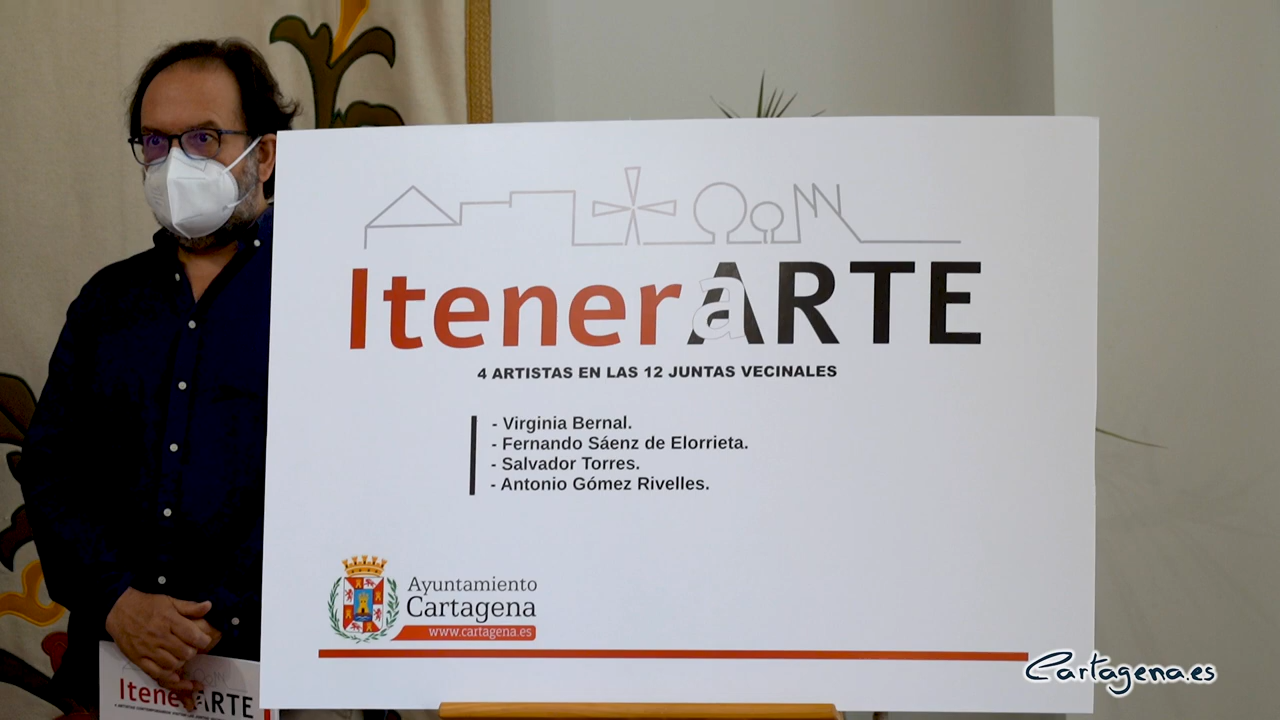 IteneraARTE
4 ARTISTAS EN LAS 12 JUNTAS VECINALES
- Virginia Bernal.
- Fernando Sáenz de Elorrieta.
- Salvador Torres.
- Antonio Gómez Rivelles.
Ayuntamiento
Cartagena
www.cartagena.es
Cartagena.es
ItenerARTE